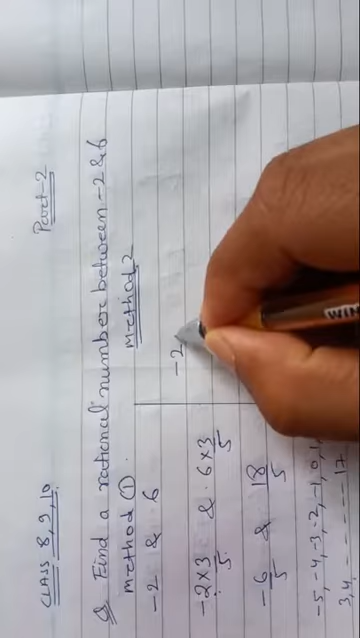 CLASS 8, 9, 10 Part-2
Q Find a rational number between -2 & 6
Method ①. Method 2
-2 & 6 -2
-2×3/5 & 6×3/5
-6/5 & 18/5
-5, -4, -3, -2, -1, 0, 1,
3, 4 - - - - - - 17
WIN